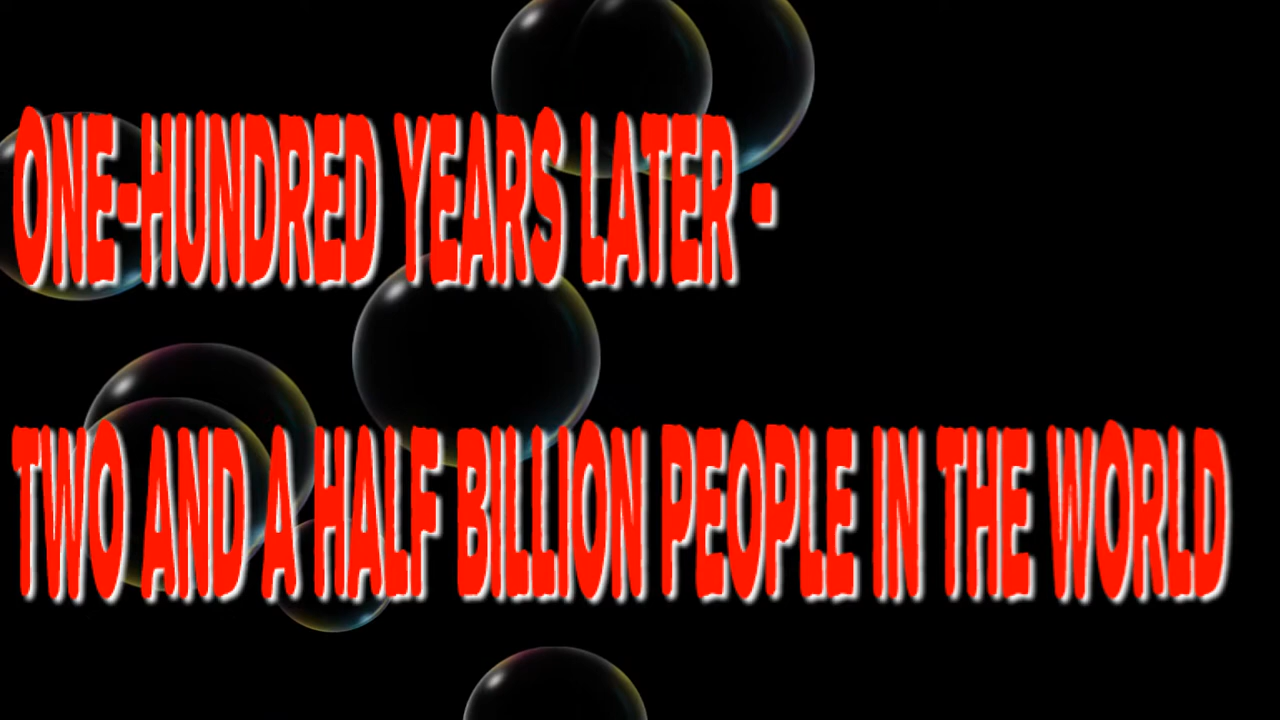 ONE-HUNDRED YEARS LATER -
TWO AND A HALF BILLION PEOPLE IN THE WORLD